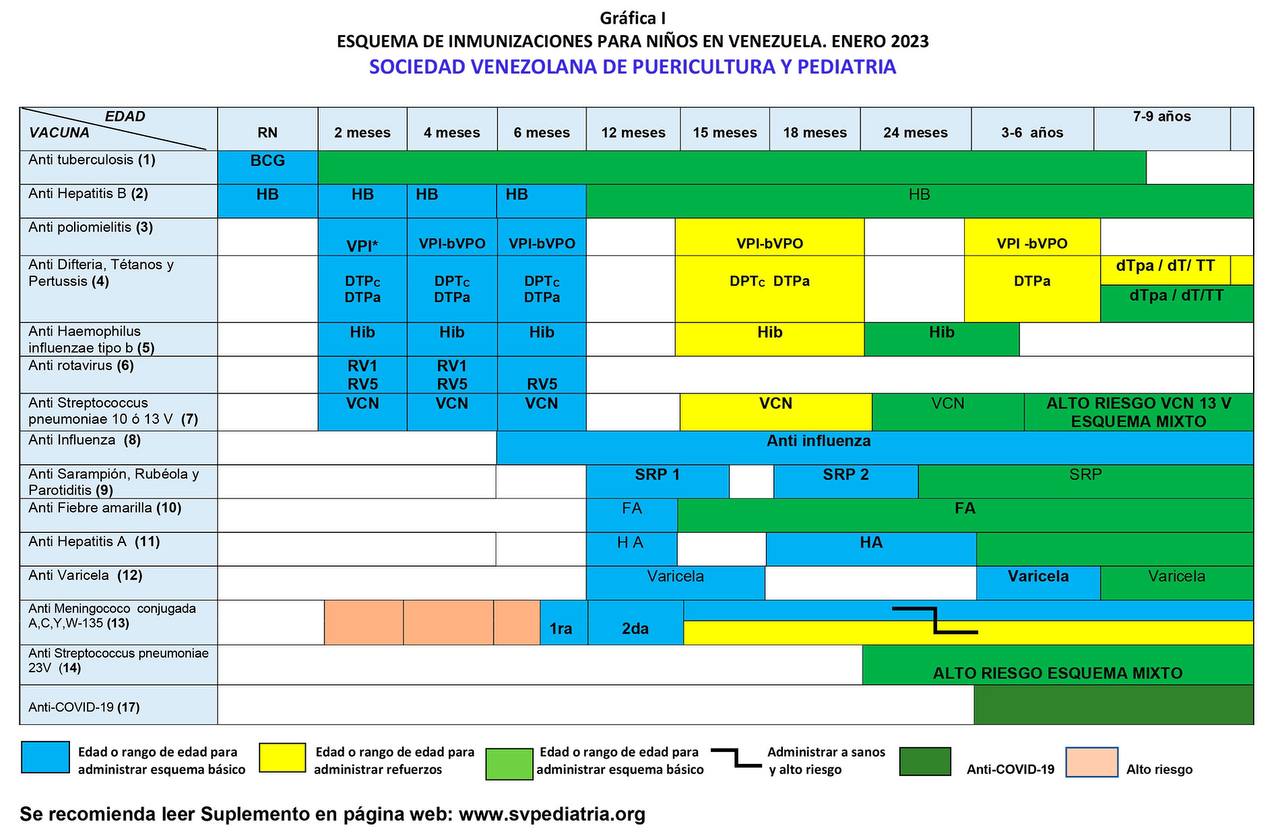 Gráfica I
ESQUEMA DE INMUNIZACIONES PARA NIÑOS EN VENEZUELA. ENERO 2023
SOCIEDAD VENEZOLANA DE PUERICULTURA Y PEDIATRIA
EDAD
VACUNA RN 2 meses 4 meses 6 meses 12 meses 15 meses 18 meses 24 meses 3-6 años 7-9 años
Anti tuberculosis (1) BCG
Anti Hepatitis B (2) HB HB HB HB HB
Anti poliomielitis (3)
VPI* VPI-bVPO VPI-bVPO VPI-bVPO VPI -bVPO
Anti Difteria, Tétanos y dTpa / dT/ TT
Pertussis (4) DTPc DPTc DPTc DPTc DTPa DTPa
DTPa DTPa DTPa dTpa / dT/TT
Anti Haemophilus Hib Hib Hib Hib Hib
influenzae tipo b (5)
Anti rotavirus (6) RV1 RV1
RV5 RV5 RV5
Anti Streptococcus VCN VCN VCN VCN VCN ALTO RIESGO VCN 13 V
pneumoniae 10 ó 13 V (7) ESQUEMA MIXTO
Anti Influenza (8) Anti influenza
Anti Sarampión, Rubéola y SRP 1 SRP 2 SRP
Parotiditis (9)
Anti Fiebre amarilla (10) FA FA
Anti Hepatitis A (11) H A HA
Anti Varicela (12) Varicela Varicela Varicela
Anti Meningococo conjugada
A,C,Y,W-135 (13) 1ra 2da
Anti Streptococcus pneumoniae
23V (14) ALTO RIESGO ESQUEMA MIXTO
Anti-COVID-19 (17)
Edad o rango de edad para
administrar esquema básico
Edad o rango de edad para
administrar refuerzos
Edad o rango de edad para
administrar esquema básico
Administrar a sanos
y alto riesgo
Anti-COVID-19
Alto riesgo
Se recomienda leer Suplemento en página web: www.svpediatria.org